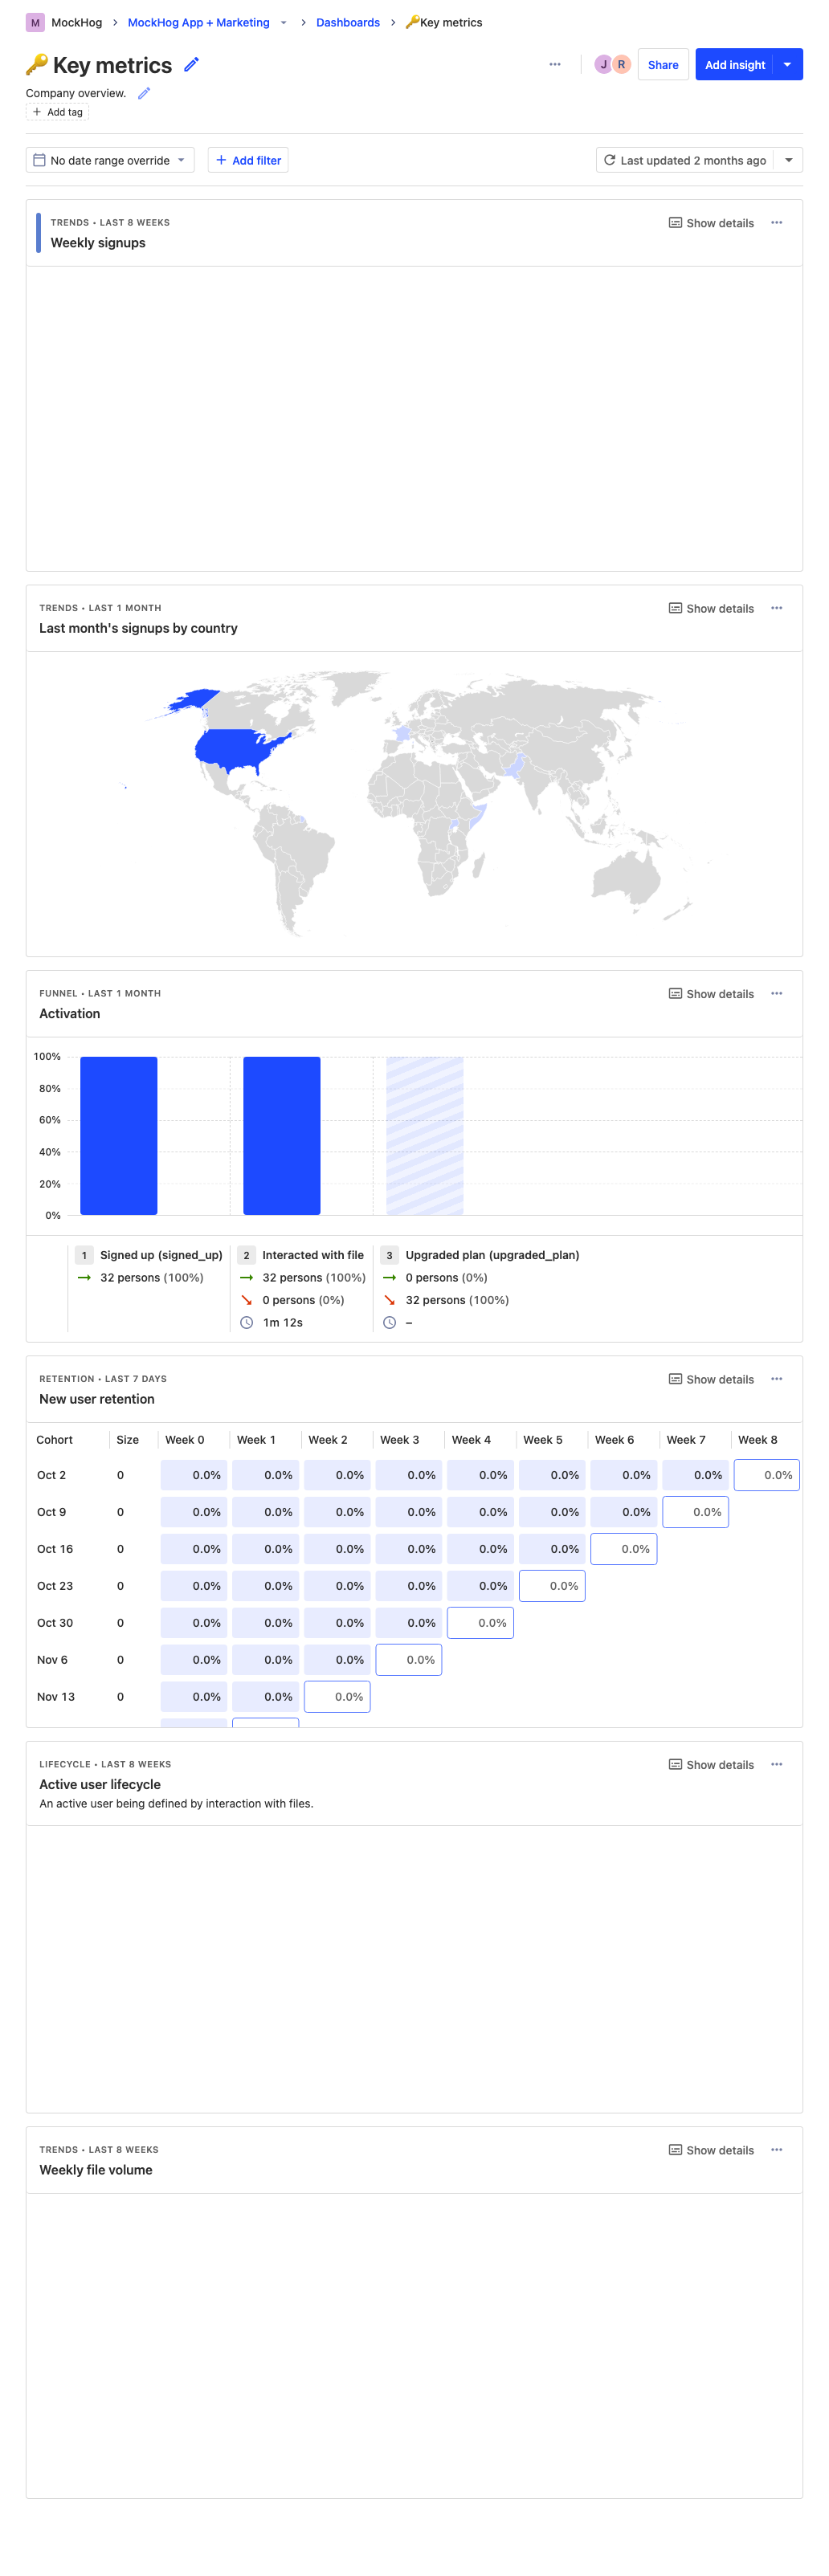 M MockHog MockHog App + Marketing Dashboards 🔑Key metrics
🔑 Key metrics
J R Share Add insight
Company overview.
Add tag
No date range override Add filter Last updated 2 months ago
TRENDS • LAST 8 WEEKS Show details
Weekly signups
TRENDS • LAST 1 MONTH Show details
Last month's signups by country
FUNNEL • LAST 1 MONTH Show details
Activation
100%
80%
60%
40%
20%
0%
1 Signed up (signed_up) 2 Interacted with file 3 Upgraded plan (upgraded_plan)
32 persons (100%) 32 persons (100%) 0 persons (0%)
0 persons (0%) 32 persons (100%)
1m 12s –
RETENTION • LAST 7 DAYS Show details
New user retention
Cohort Size Week 0 Week 1 Week 2 Week 3 Week 4 Week 5 Week 6 Week 7 Week 8
Oct 2 0 0.0% 0.0% 0.0% 0.0% 0.0% 0.0% 0.0% 0.0% 0.0%
Oct 9 0 0.0% 0.0% 0.0% 0.0% 0.0% 0.0% 0.0% 0.0%
Oct 16 0 0.0% 0.0% 0.0% 0.0% 0.0% 0.0% 0.0%
Oct 23 0 0.0% 0.0% 0.0% 0.0% 0.0% 0.0%
Oct 30 0 0.0% 0.0% 0.0% 0.0% 0.0%
Nov 6 0 0.0% 0.0% 0.0% 0.0%
Nov 13 0 0.0% 0.0% 0.0%
LIFECYCLE • LAST 8 WEEKS Show details
Active user lifecycle
An active user being defined by interaction with files.
TRENDS • LAST 8 WEEKS Show details
Weekly file volume